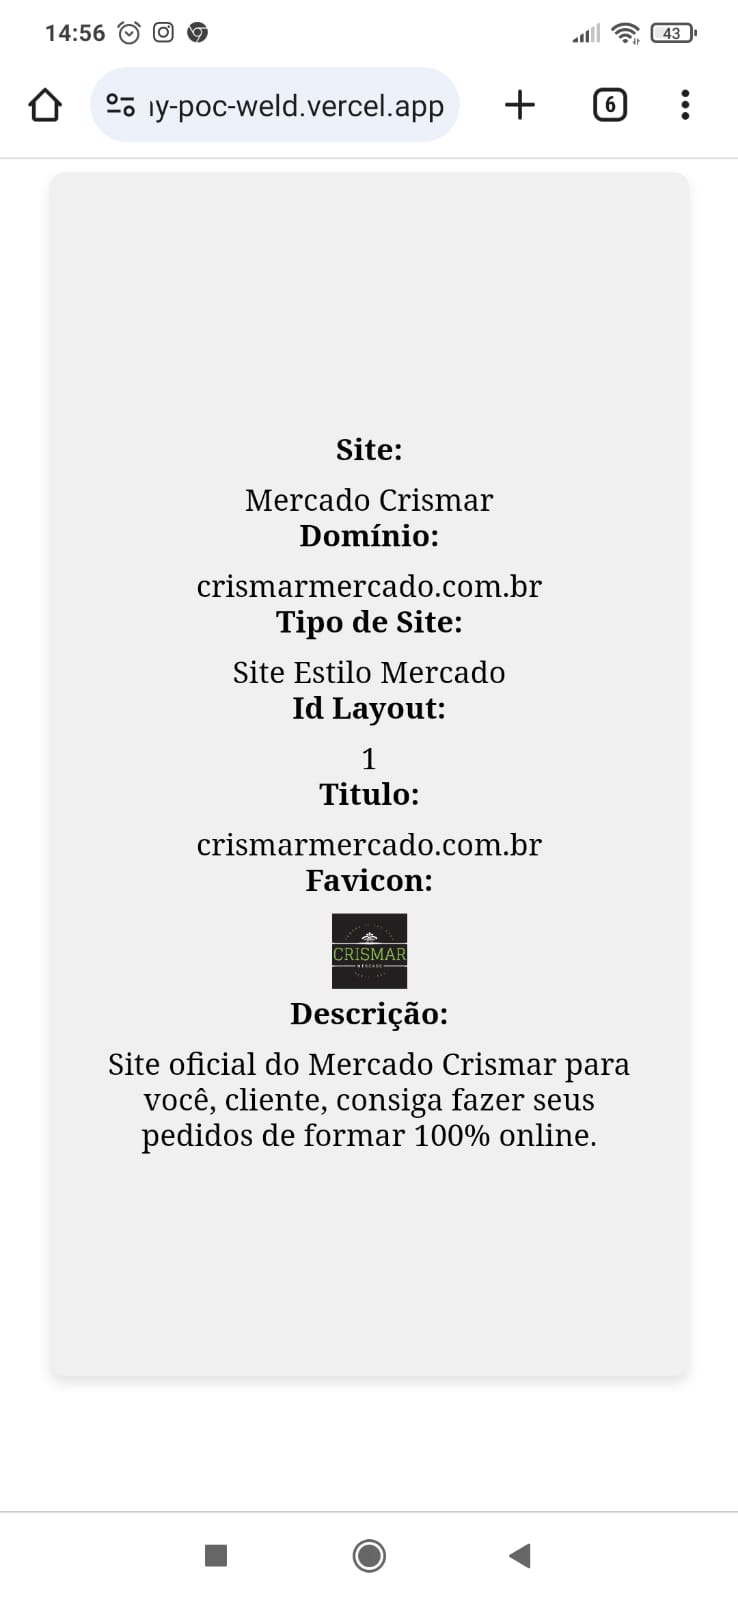 14:56
43
ıy-poc-weld.vercel.app
6
Site:
Mercado Crismar
Domínio:
crismarmercado.com.br
Tipo de Site:
Site Estilo Mercado
Id Layout:
1
Titulo:
crismarmercado.com.br
Favicon:
CRISMAR
MERCADO
Descrição:
Site oficial do Mercado Crismar para
você, cliente, consiga fazer seus
pedidos de formar 100% online.